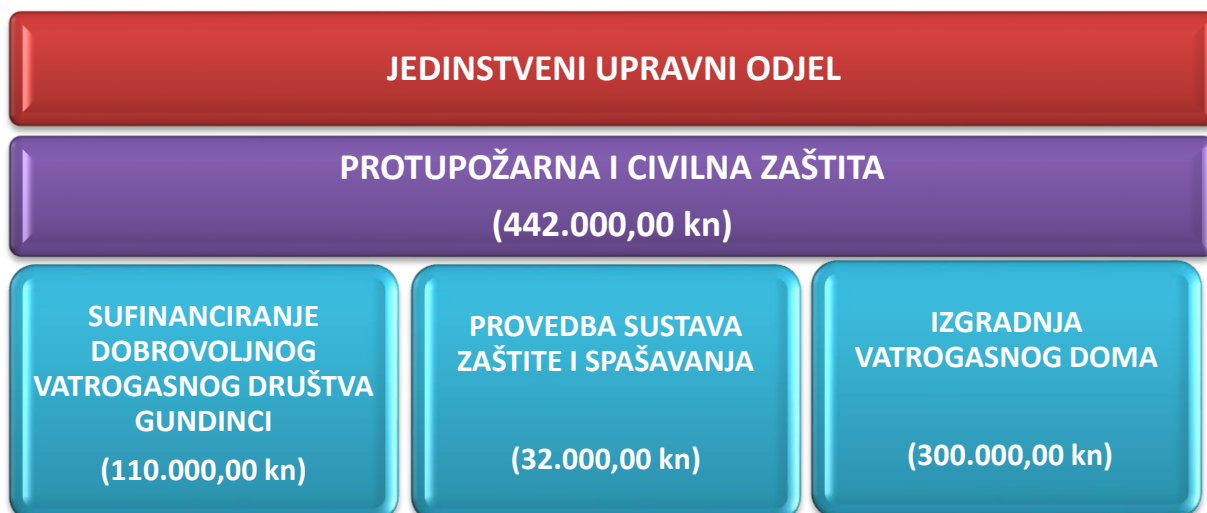 JEDINSTVENI UPRAVNI ODJEL
PROTUPOŽARNA I CIVILNA ZAŠTITA
(442.000,00 kn)
SUFINANCIRANJE
DOBROVOLJNOG
VATROGASNOG DRUŠTVA
GUNDINCI
(110.000,00 kn)
PROVEDBA SUSTAVA
ZAŠTITE I SPAŠAVANJA
(32.000,00 kn)
IZGRADNJA
VATROGASNOG DOMA
(300.000,00 kn)